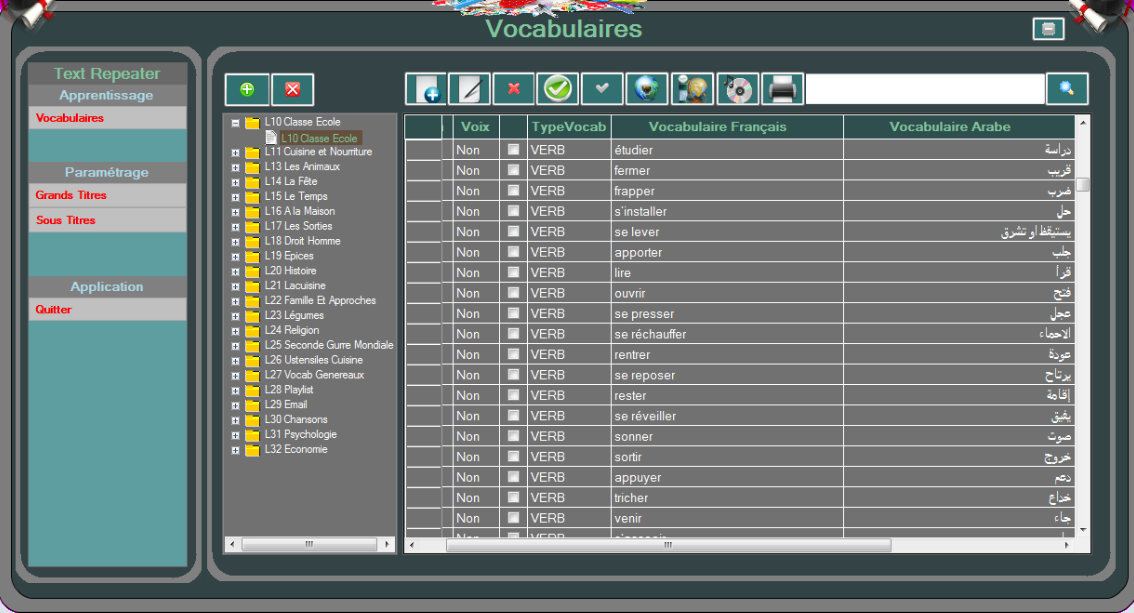 Vocabulaires
Text Repeater
Apprentissage
Vocabulaires
Paramétrage
Grands Titres
Sous Titres
Application
Quitter
L10 Classe Ecole
L10 Classe Ecole
L11 Cuisine et Nourriture
L13 Les Animaux
L14 La Fête
L15 Le Temps
L16 A la Maison
L17 Les Sorties
L18 Droit Homme
L19 Epices
L20 Histoire
L21 Lacuisine
L22 Famille Et Approches
L23 Légumes
L24 Religion
L25 Seconde Gurre Mondiale
L26 Ustensiles Cuisine
L27 Vocab Genereaux
L28 Playlist
L29 Email
L30 Chansons
L31 Psychologie
L32 Economie
Voix TypeVocab Vocabulaire Français Vocabulaire Arabe
Non VERB étudier دراسة
Non VERB fermer قريب
Non VERB frapper ضرب
Non VERB s'installer حل
Non VERB se lever يستيقظ او تشرق
Non VERB apporter جلب
Non VERB lire قرأ
Non VERB ouvrir فتح
Non VERB se presser عجل
Non VERB se réchauffer الاحماء
Non VERB rentrer عودة
Non VERB se reposer يرتاح
Non VERB rester إقامة
Non VERB se réveiller يفيق
Non VERB sonner صوت
Non VERB sortir خروج
Non VERB appuyer دعم
Non VERB tricher خداع
Non VERB venir جاء